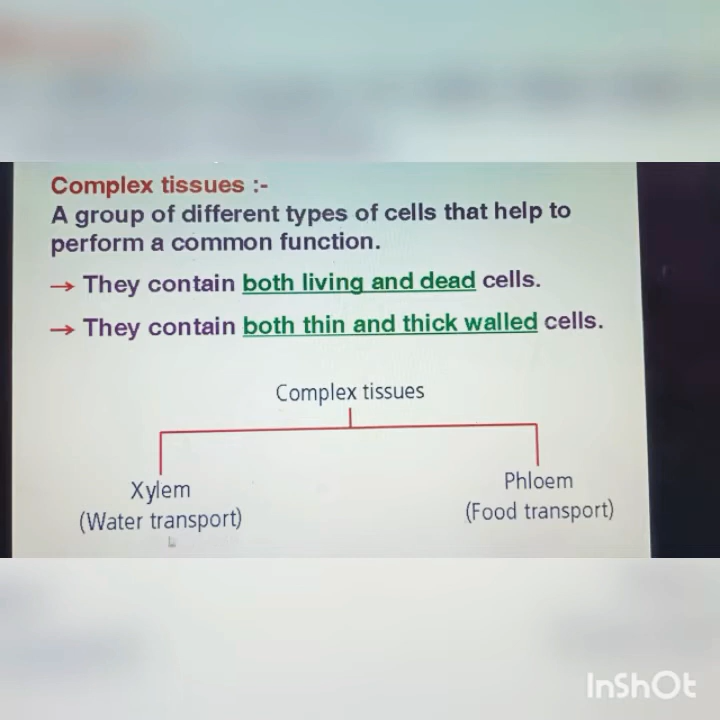 Complex tissues :-
A group of different types of cells that help to
perform a common function.
→ They contain both living and dead cells.
→ They contain both thin and thick walled cells.
Complex tissues
Xylem
(Water transport)
Phloem
(Food transport)
InShOt